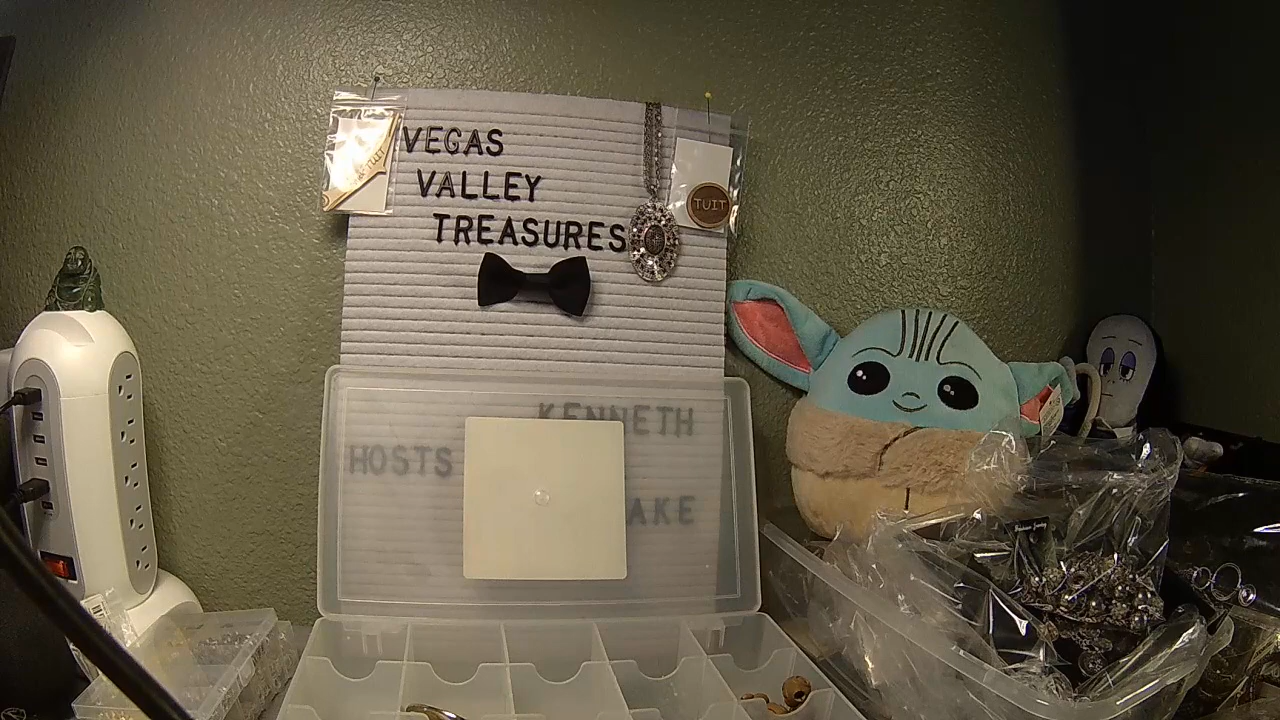 VEGAS
VALLEY
TREASURES
TUIT
TUIT
KENNETH
HOSTS
AKE